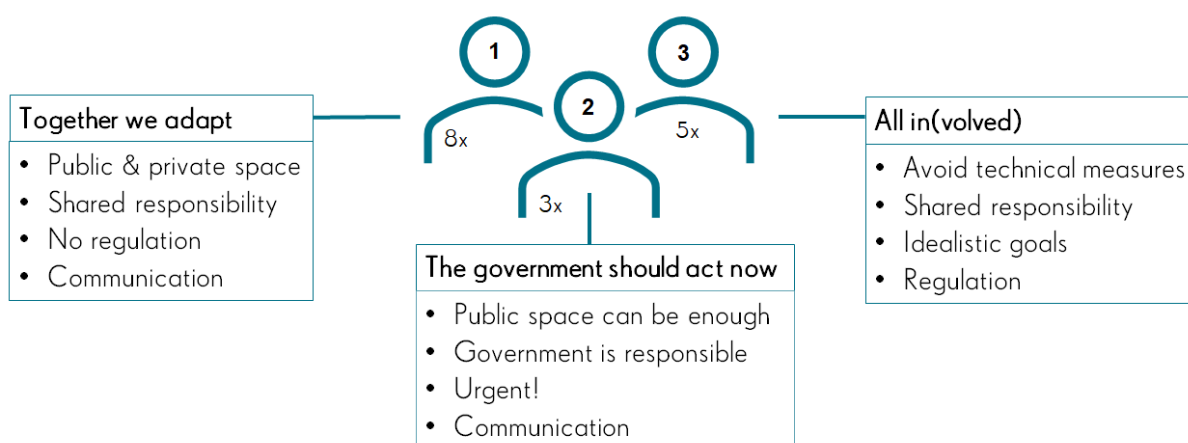 1
3
2
8x
5x
3x
Together we adapt
• Public & private space
• Shared responsibility
• No regulation
• Communication
The government should act now
• Public space can be enough
• Government is responsible
• Urgent!
• Communication
All in(volved)
• Avoid technical measures
• Shared responsibility
• Idealistic goals
• Regulation